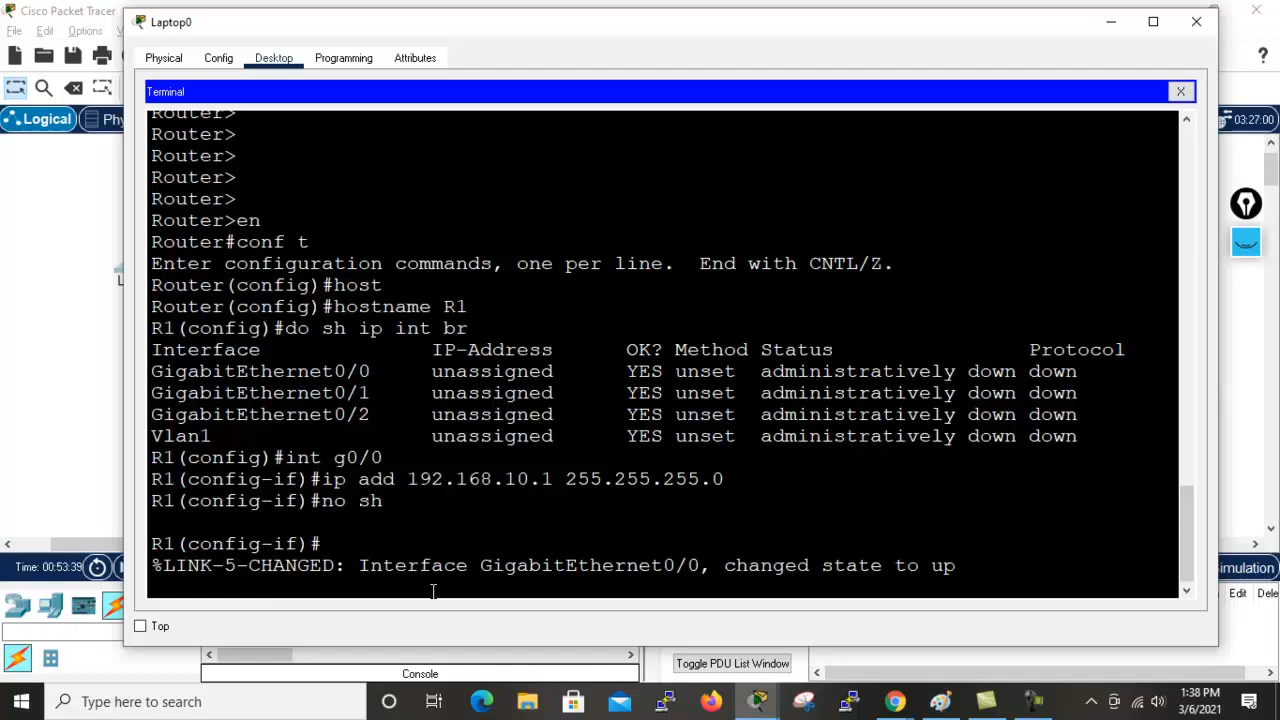 Cisco Packet Tracer
File Edit Options
Laptop0
Physical Config Desktop Programming Attributes
Terminal
Logical
03:27:00
Router>
Router>
Router>
Router>
Router>
Router>en
Router#conf t
Enter configuration commands, one per line.  End with CNTL/Z.
Router(config)#host
Router(config)#hostname R1
R1(config)#do sh ip int br
Interface IP-Address OK? Method Status Protocol
GigabitEthernet0/0 unassigned YES unset administratively down down
GigabitEthernet0/1 unassigned YES unset administratively down down
GigabitEthernet0/2 unassigned YES unset administratively down down
Vlan1 unassigned YES unset administratively down down
R1(config)#int g0/0
R1(config-if)#ip add 192.168.10.1 255.255.255.0
R1(config-if)#no sh
R1(config-if)#
%LINK-5-CHANGED: Interface GigabitEthernet0/0, changed state to up
Time: 00:53:39
Simulation
Edit
Top
Toggle PDU List Window
Console
Type here to search
1:38 PM
3/6/2021